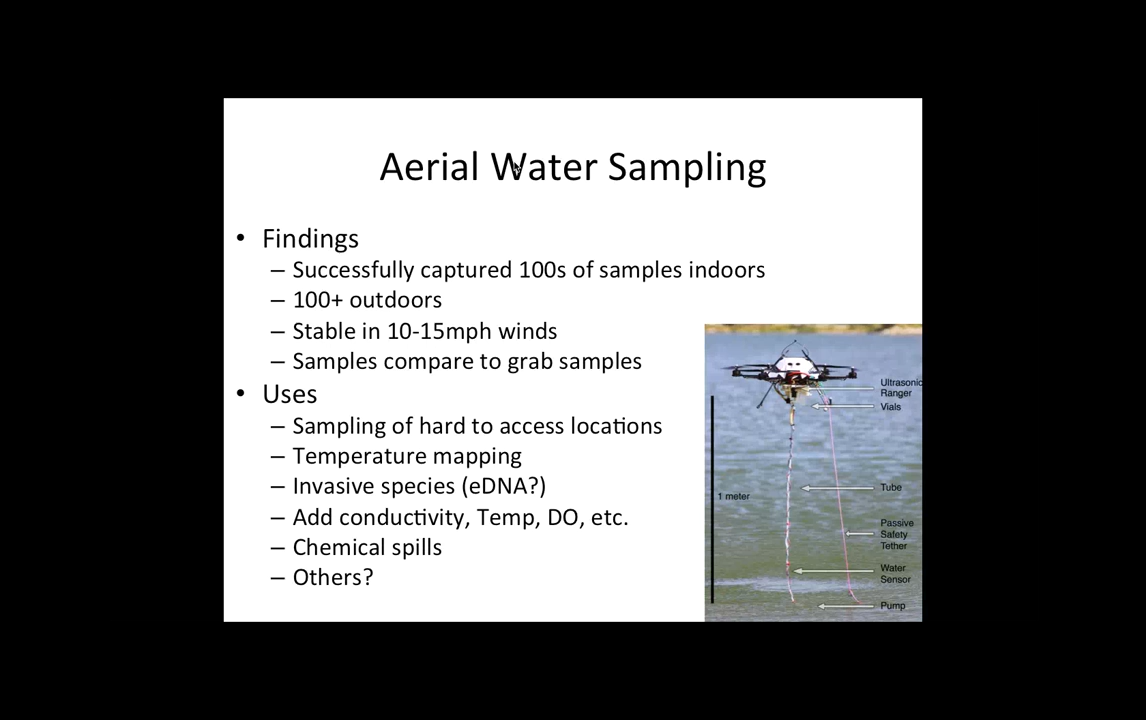 Aerial Water Sampling
• Findings
– Successfully captured 100s of samples indoors
– 100+ outdoors
– Stable in 10-15mph winds
– Samples compare to grab samples
• Uses
– Sampling of hard to access locations
– Temperature mapping
– Invasive species (eDNA?)
– Add conductivity, Temp, DO, etc.
– Chemical spills
– Others?
Ultrasonic
Ranger
Vials
Tube
1 meter
Passive
Safety
Tether
Water
Sensor
Pump